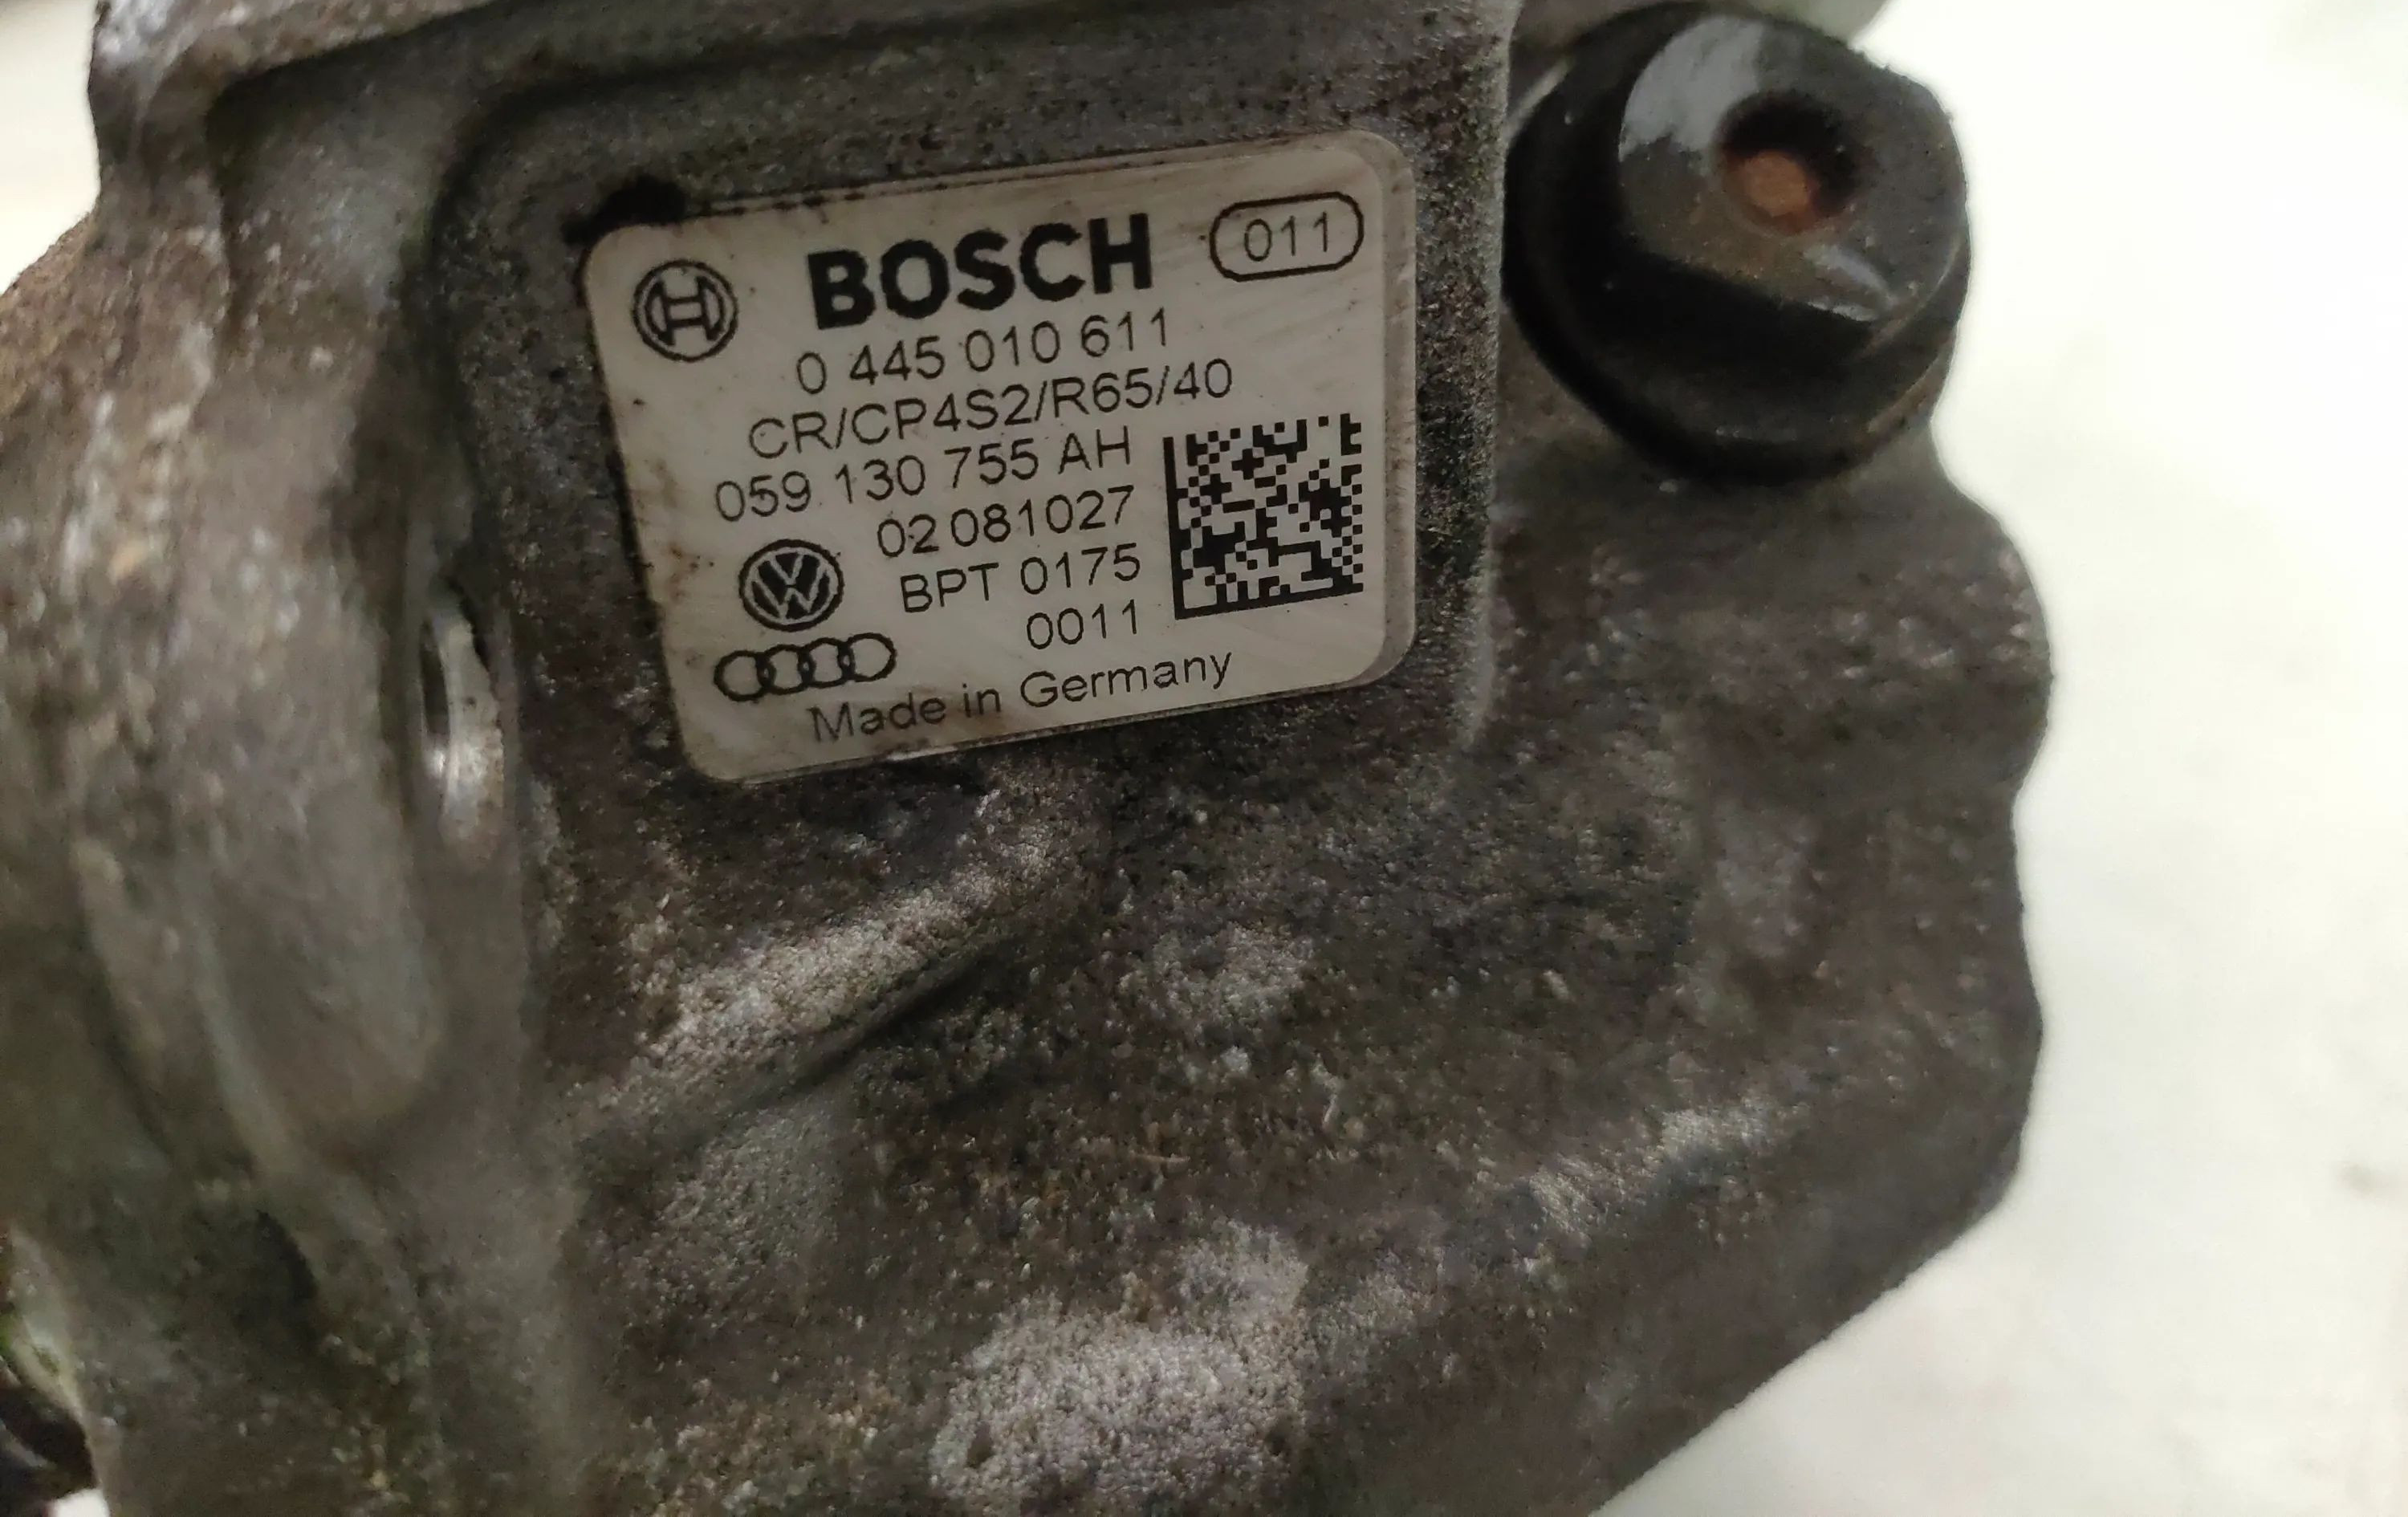 BOSCH 011
0 445 010 611
CR/CP4S2/R65/40
059 130 755 AH
02 081027
BPT 0175
0011
Made in Germany